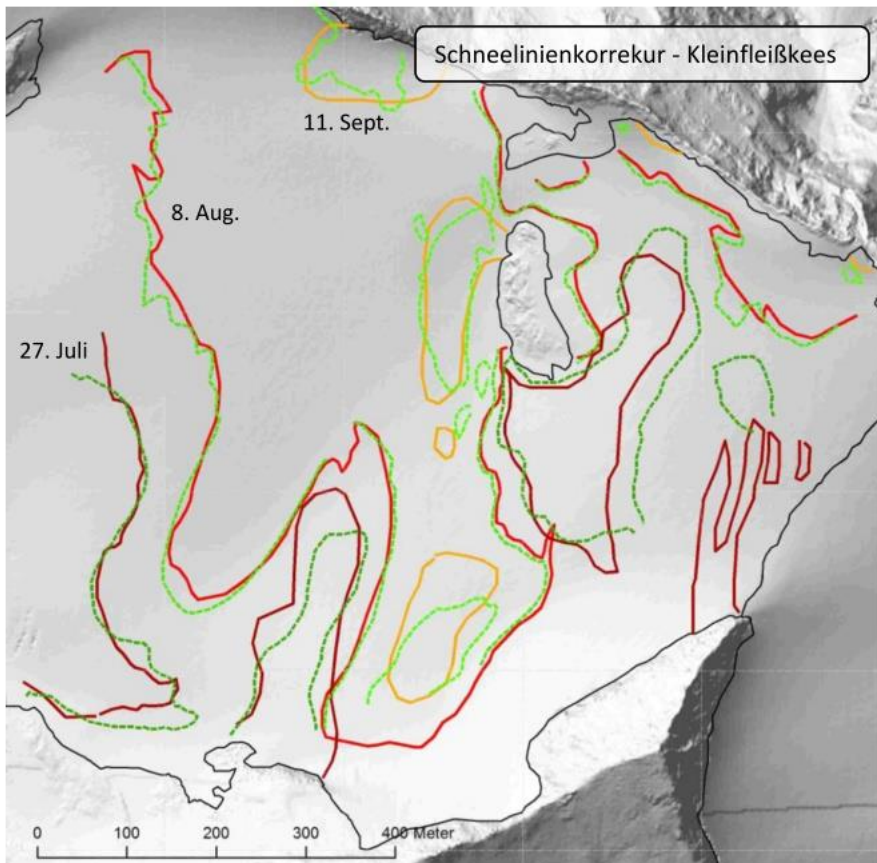 Schneelinienkorrekur - Kleinfleißkees
11. Sept.
8. Aug.
27. Juli
0 100 200 300 400 Meter